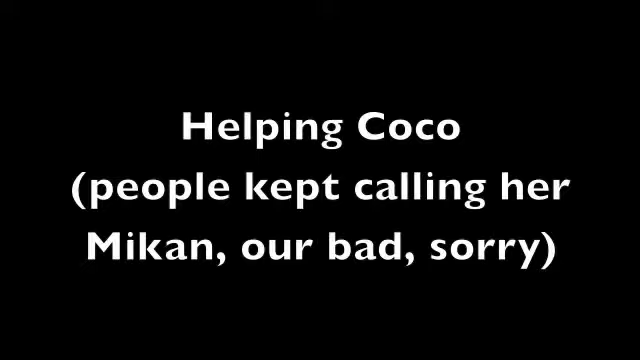 Helping Coco
(people kept calling her
Mikan, our bad, sorry)